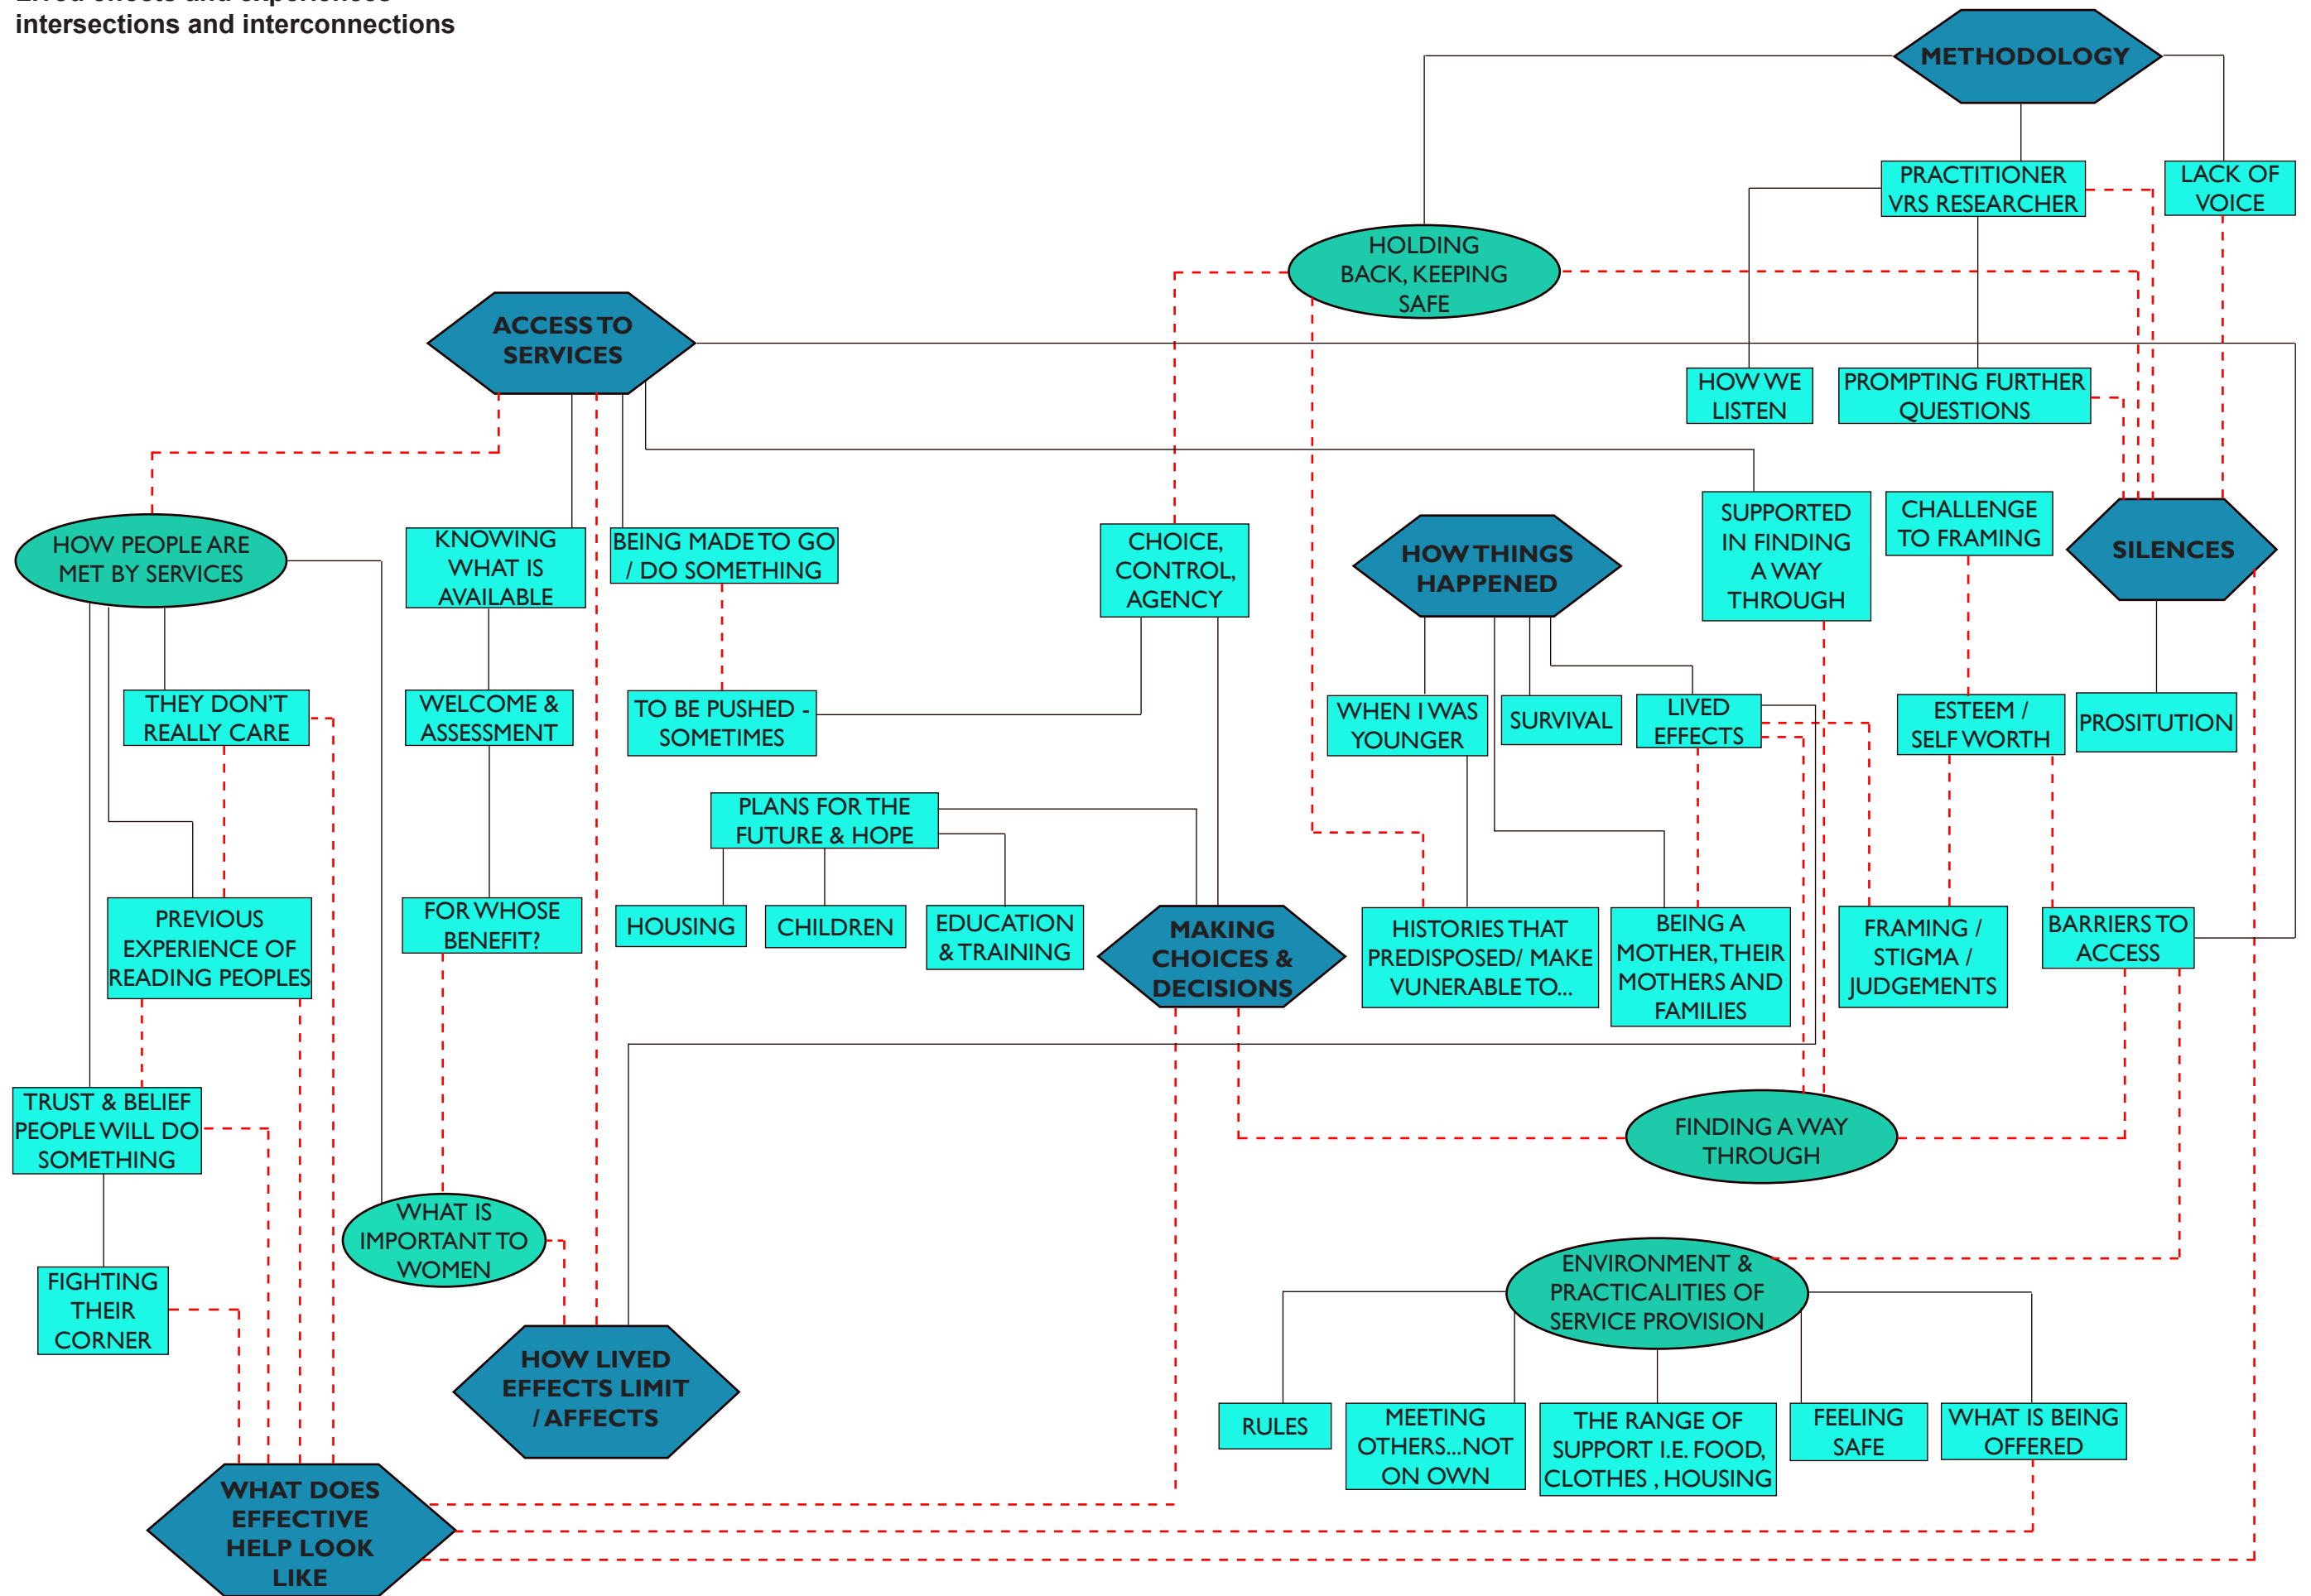 intersections and interconnections
METHODOLOGY
PRACTITIONER
VRS RESEARCHER
LACK OF
VOICE
HOLDING
BACK, KEEPING
SAFE
ACCESS TO
SERVICES
HOW WE
LISTEN
PROMPTING FURTHER
QUESTIONS
HOW PEOPLE ARE
MET BY SERVICES
KNOWING
WHAT IS
AVAILABLE
BEING MADE TO GO
/ DO SOMETHING
CHOICE,
CONTROL,
AGENCY
HOW THINGS
HAPPENED
SUPPORTED
IN FINDING
A WAY
THROUGH
CHALLENGE
TO FRAMING
SILENCES
THEY DON'T
REALLY CARE
WELCOME &
ASSESSMENT
TO BE PUSHED -
SOMETIMES
WHEN I WAS
YOUNGER
SURVIVAL
LIVED
EFFECTS
ESTEEM /
SELF WORTH
PROSITUTION
PLANS FOR THE
FUTURE & HOPE
PREVIOUS
EXPERIENCE OF
READING PEOPLES
FOR WHOSE
BENEFIT?
HOUSING
CHILDREN
EDUCATION
& TRAINING
MAKING
CHOICES &
DECISIONS
HISTORIES THAT
PREDISPOSED/ MAKE
VUNERABLE TO...
BEING A
MOTHER, THEIR
MOTHERS AND
FAMILIES
FRAMING /
STIGMA /
JUDGEMENTS
BARRIERS TO
ACCESS
TRUST & BELIEF
PEOPLE WILL DO
SOMETHING
FINDING A WAY
THROUGH
WHAT IS
IMPORTANT TO
WOMEN
FIGHTING
THEIR
CORNER
ENVIRONMENT &
PRACTICALITIES OF
SERVICE PROVISION
HOW LIVED
EFFECTS LIMIT
/ AFFECTS
RULES
MEETING
OTHERS...NOT
ON OWN
THE RANGE OF
SUPPORT I.E. FOOD,
CLOTHES , HOUSING
FEELING
SAFE
WHAT IS BEING
OFFERED
WHAT DOES
EFFECTIVE
HELP LOOK
LIKE